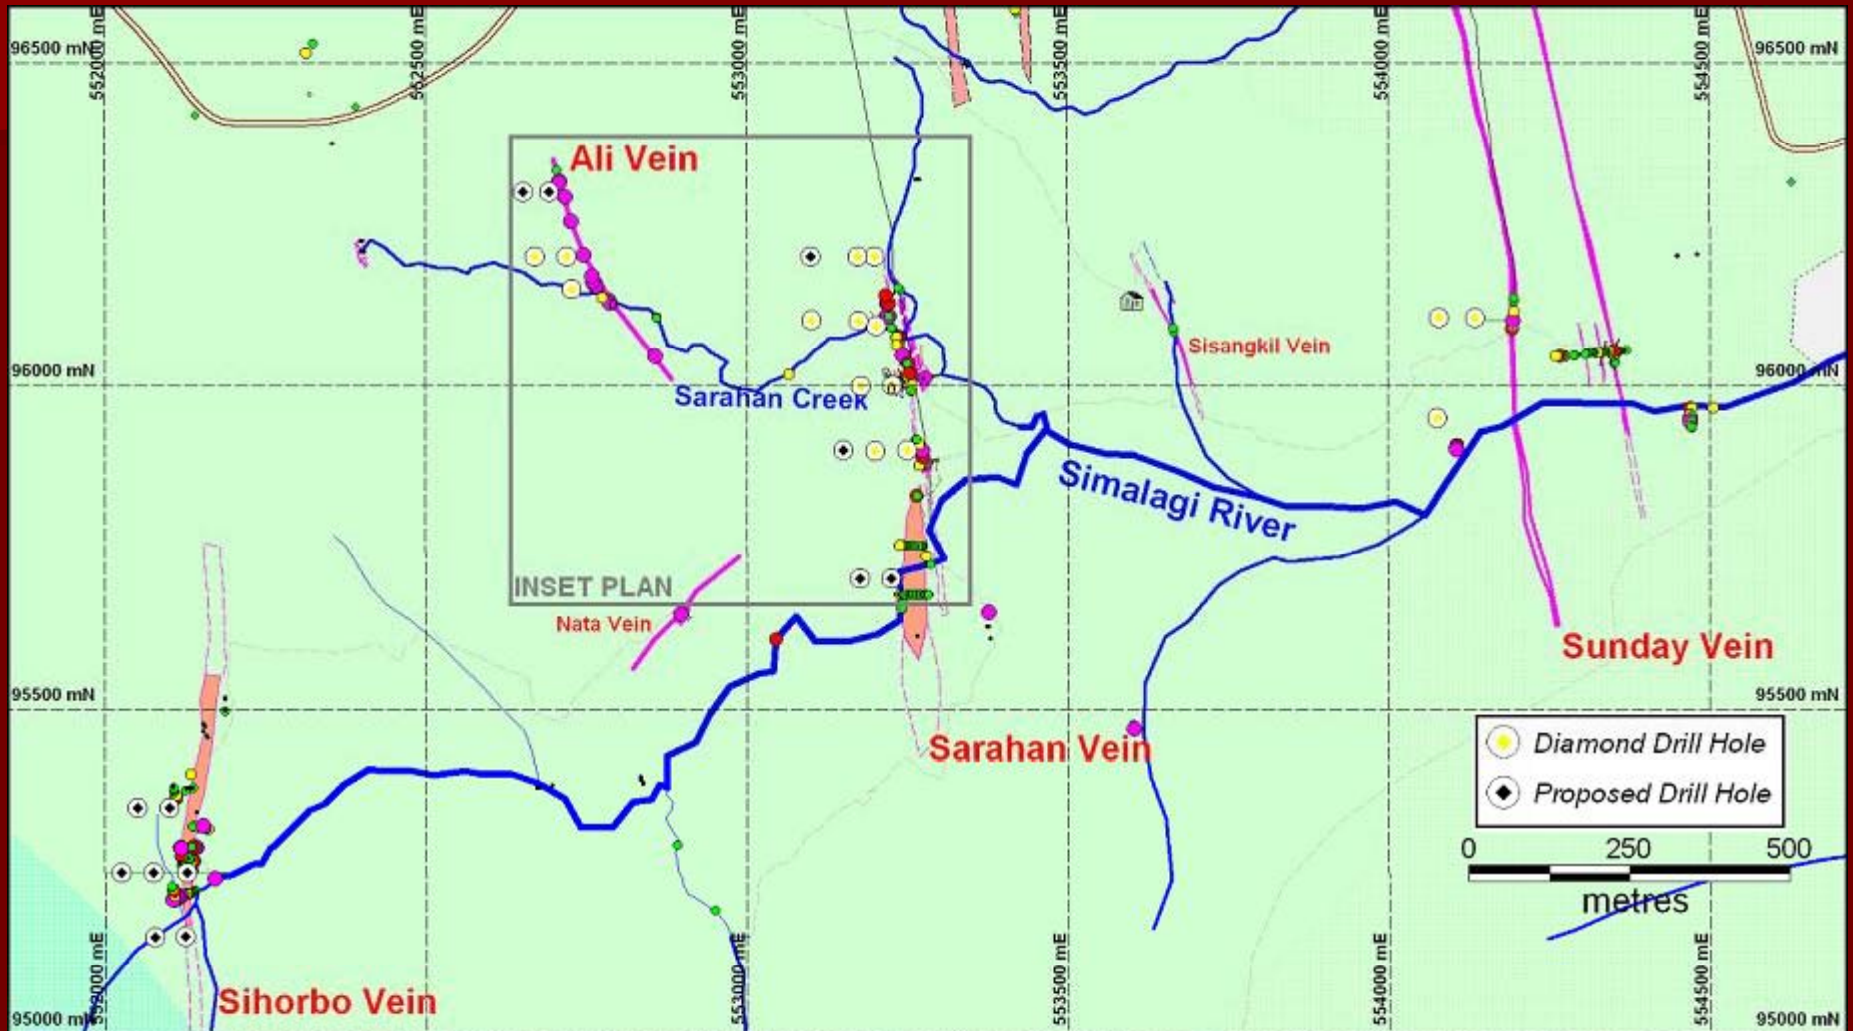 552000 mE
552500 mE
553000 mE
553500 mE
554000 mE
554500 mE
96500 mN
96500 mN
Ali Vein
Sisangkil Vein
96000 mN
96000 mN
Sarahan Creek
Simalagi River
INSET PLAN
Nata Vein
Sunday Vein
95500 mN
95500 mN
Sarahan Vein
Diamond Drill Hole
Proposed Drill Hole
0 250 500
metres
Sihorbo Vein
552000 mE
553000 mE
553500 mE
554000 mE
554500 mE
95000 mN
95000 mN